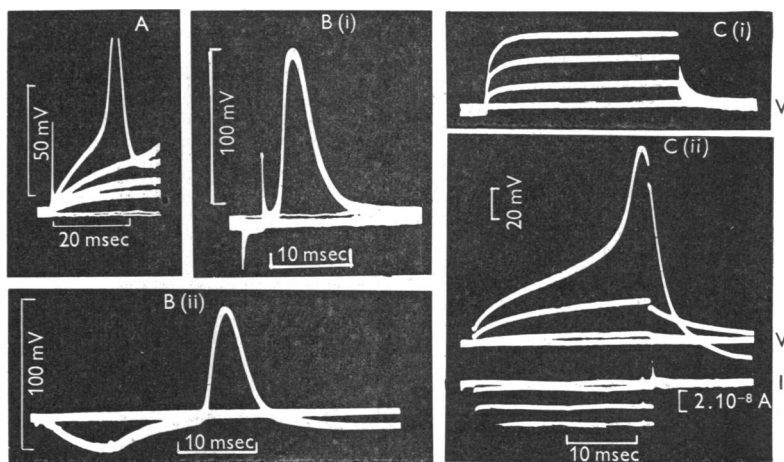 A
50 mV
20 msec
B (i)
100 mV
10 msec
B (ii)
100 mV
10 msec
C (i)
V
C (ii)
20 mV
V
I
2.10⁻⁸ A
10 msec